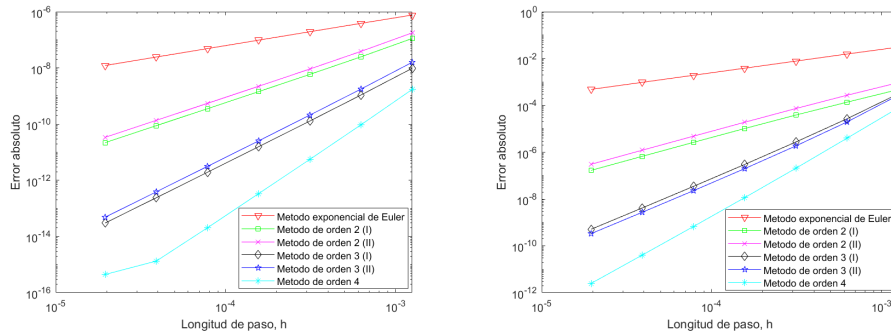 10^-6
10^-8
10^-10
10^-12
10^-14
10^-16
Error absoluto
10^-5
10^-4
10^-3
Longitud de paso, h
Metodo exponencial de Euler
Metodo de orden 2 (I)
Metodo de orden 2 (II)
Metodo de orden 3 (I)
Metodo de orden 3 (II)
Metodo de orden 4
10^0
10^-2
10^-4
10^-6
10^-8
10^-10
10^-12
Error absoluto
10^-5
10^-4
Longitud de paso, h
Metodo exponencial de Euler
Metodo de orden 2 (I)
Metodo de orden 2 (II)
Metodo de orden 3 (I)
Metodo de orden 3 (II)
Metodo de orden 4